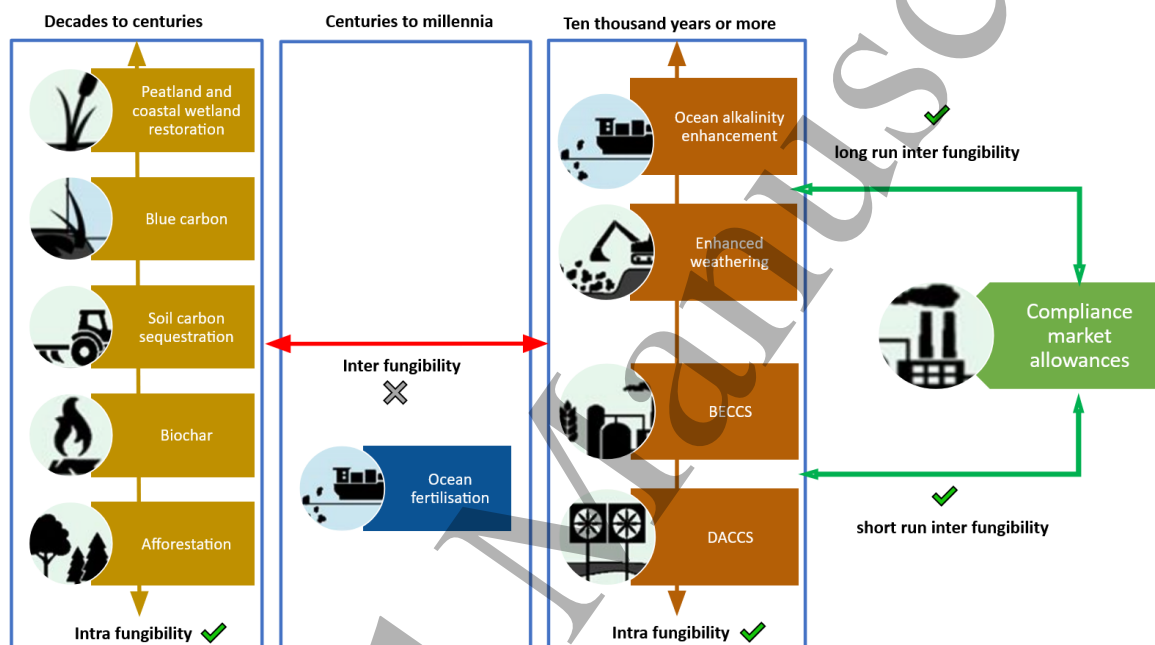 Decades to centuries
Centuries to millennia
Ten thousand years or more
Peatland and
coastal wetland
restoration
Blue carbon
Soil carbon
sequestration
Biochar
Afforestation
Intra fungibility
Inter fungibility
Ocean
fertilisation
Ocean alkalinity
enhancement
Enhanced
weathering
BECCS
DACCS
Intra fungibility
long run inter fungibility
Compliance
market
allowances
short run inter fungibility
Manusc